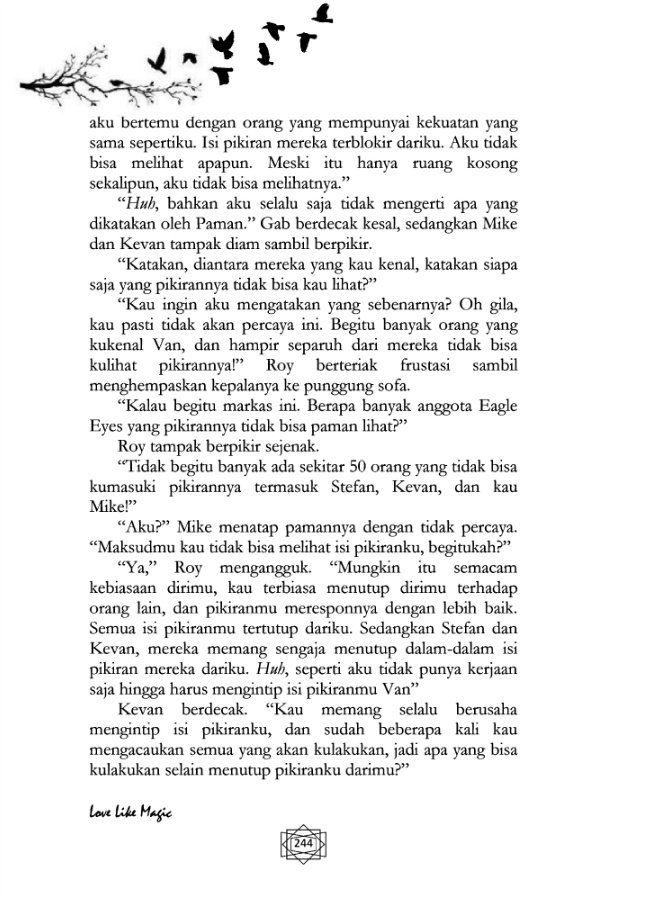 aku bertemu dengan orang yang mempunyai kekuatan yang
sama sepertiku. Isi pikiran mereka terblokir dariku. Aku tidak
bisa melihat apapun. Meski itu hanya ruang kosong
sekalipun, aku tidak bisa melihatnya.”
“Huh, bahkan aku selalu saja tidak mengerti apa yang
dikatakan oleh Paman.” Gab berdecak kesal, sedangkan Mike
dan Kevan tampak diam sambil berpikir.
“Katakan, diantara mereka yang kau kenal, katakan siapa
saja yang pikirannya tidak bisa kau lihat?”
“Kau ingin aku mengatakan yang sebenarnya? Oh gila,
kau pasti tidak akan percaya ini. Begitu banyak orang yang
kukenal Van, dan hampir separuh dari mereka tidak bisa
kulihat pikirannya!” Roy berteriak frustasi sambil
menghempaskan kepalanya ke punggung sofa.
“Kalau begitu markas ini. Berapa banyak anggota Eagle
Eyes yang pikirannya tidak bisa paman lihat?”
Roy tampak berpikir sejenak.
“Tidak begitu banyak ada sekitar 50 orang yang tidak bisa
kumasuki pikirannya termasuk Stefan, Kevan, dan kau
Mike!”
“Aku?” Mike menatap pamannya dengan tidak percaya.
“Maksudmu kau tidak bisa melihat isi pikiranku, begitukah?”
“Ya,” Roy mengangguk. “Mungkin itu semacam
kebiasaan dirimu, kau terbiasa menutup dirimu terhadap
orang lain, dan pikiranmu meresponnya dengan lebih baik.
Semua isi pikiranmu tertutup dariku. Sedangkan Stefan dan
Kevan, mereka memang sengaja menutup dalam-dalam isi
pikiran mereka dariku. Huh, seperti aku tidak punya kerjaan
saja hingga harus mengintip isi pikiranmu Van”
Kevan berdecak. “Kau memang selalu berusaha
mengintip isi pikiranku, dan sudah beberapa kali kau
mengacaukan semua yang akan kulakukan, jadi apa yang bisa
kulakukan selain menutup pikiranku darimu?”
Love Like Magic
244